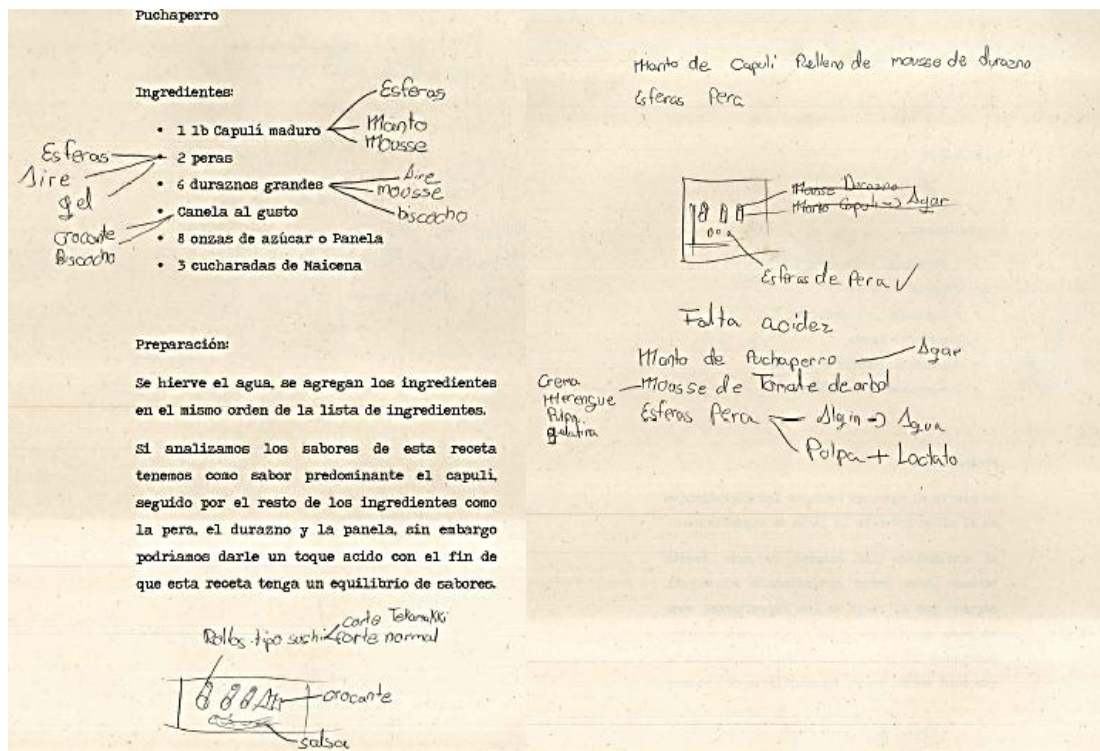 Puchaperro
Ingredientes:
Esferas
• 1 lb Capulí maduro
Manto
Mousse
Esferas
• 2 peras
Aire
gel
• 6 duraznos grandes
Aire
mousse
biscocho
• Canela al gusto
crocante
Biscocho
• 8 onzas de azúcar o Panela
• 3 cucharadas de Maicena
Preparación:
Se hierve el agua, se agregan los ingredientes
en el mismo orden de la lista de ingredientes.
Si analizamos los sabores de esta receta
tenemos como sabor predominante el capulí,
seguido por el resto de los ingredientes como
la pera, el durazno y la panela, sin embargo
podriamos darle un toque acido con el fin de
que esta receta tenga un equilibrio de sabores.
Rollos tipo sushi
corte Tekamakki
corte normal
crocante
salsa
Manto de Capuli Relleno de mousse de durazno
Esferas Pera
Mouse Durazno
Manto Capuli -> Agar
Esferas de Pera ✓
Falta acidez
Manto de Puchaperro
Agar
Mousse de Tomate de arbol
Crema
Merengue
Pulpa
gelatina
Esferas Pera
Algin -> Agua
Pulpa + Lactato